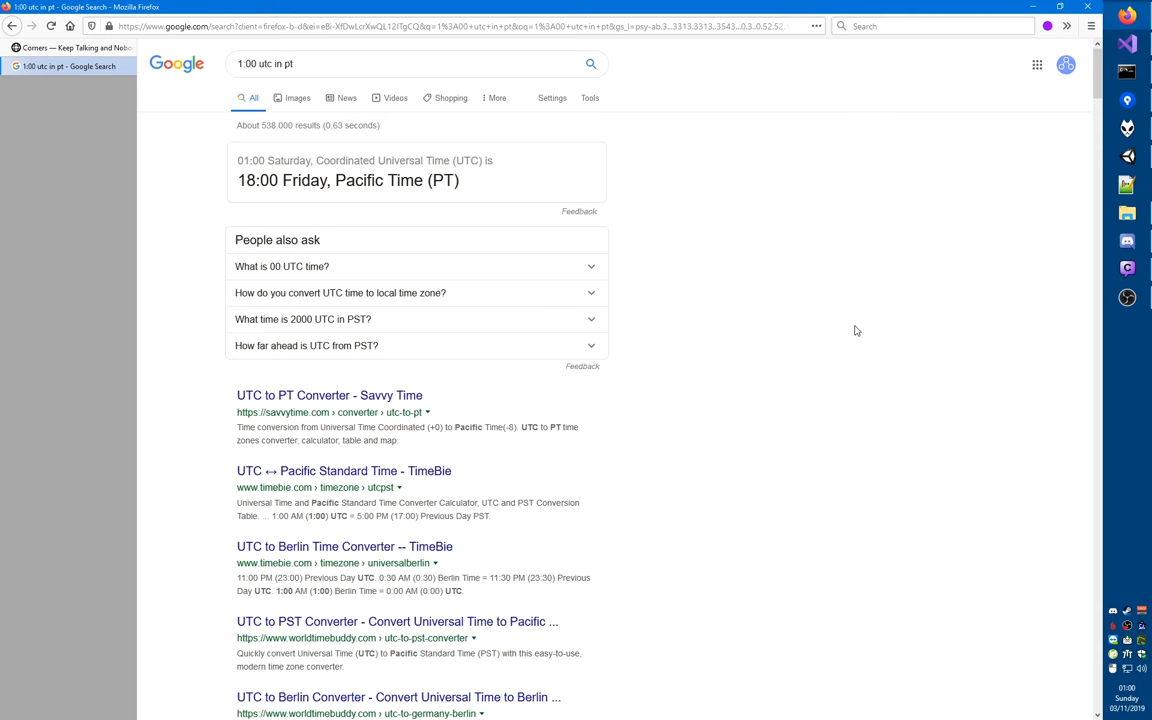 1:00 utc in pt - Google Search - Mozilla Firefox
https://www.google.com/search?client=firefox-b-d&ei=
Search
Corners — Keep Talking and Nobo
1:00 utc in pt - Google Search
Google
1:00 utc in pt
All
Images
News
Videos
Shopping
More
Settings
Tools
About 538.000 results (0,63 seconds)
01:00 Saturday, Coordinated Universal Time (UTC) is
18:00 Friday, Pacific Time (PT)
Feedback
People also ask
What is 00 UTC time?
How do you convert UTC time to local time zone?
What time is 2000 UTC in PST?
How far ahead is UTC from PST?
Feedback
UTC to PT Converter - Savvy Time
https://savvytime.com › converter › utc-to-pt
Time conversion from Universal Time Coordinated (+0) to Pacific Time(-8). UTC to PT time
zones converter, calculator, table and map.
UTC ↔ Pacific Standard Time - TimeBie
www.timebie.com › timezone › utcpst
Universal Time and Pacific Standard Time Converter Calculator, UTC and PST Conversion
Table. ... 1:00 AM (1:00) UTC = 5:00 PM (17:00) Previous Day PST.
UTC to Berlin Time Converter -- TimeBie
www.timebie.com › timezone › universalberlin
11:00 PM (23:00) Previous Day UTC. 0:30 AM (0:30) Berlin Time = 11:30 PM (23:30) Previous
Day UTC. 1:00 AM (1:00) Berlin Time = 0:00 AM (0:00) UTC.
UTC to PST Converter - Convert Universal Time to Pacific ...
https://www.worldtimebuddy.com › utc-to-pst-converter
Quickly convert Universal Time (UTC) to Pacific Standard Time (PST) with this easy-to-use,
modern time zone converter.
UTC to Berlin Converter - Convert Universal Time to Berlin ...
https://www.worldtimebuddy.com › utc-to-germany-berlin
01:00
Sunday
03/11/2019